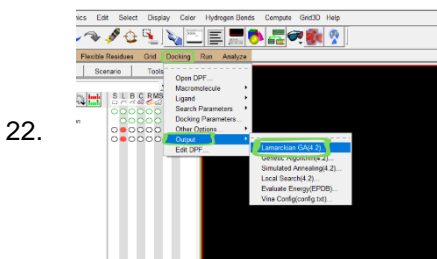 ics Edit Select Display Color Hydrogen Bonds Compute Grid3D Help
Flexible Residues Grid Docking Run Analyze
Scenario Tools
S L B C R MS
Open DPF...
Macromolecule
Ligand
Search Parameters
Docking Parameters...
Other Options
Output
Edit DPF...
Lamarckian GA(4.2)...
Genetic Algorithm(4.2)...
Simulated Annealing(4.2)...
Local Search(4.2)...
Evaluate Energy(EPDB)...
Vina Config(config.txt)...
22.